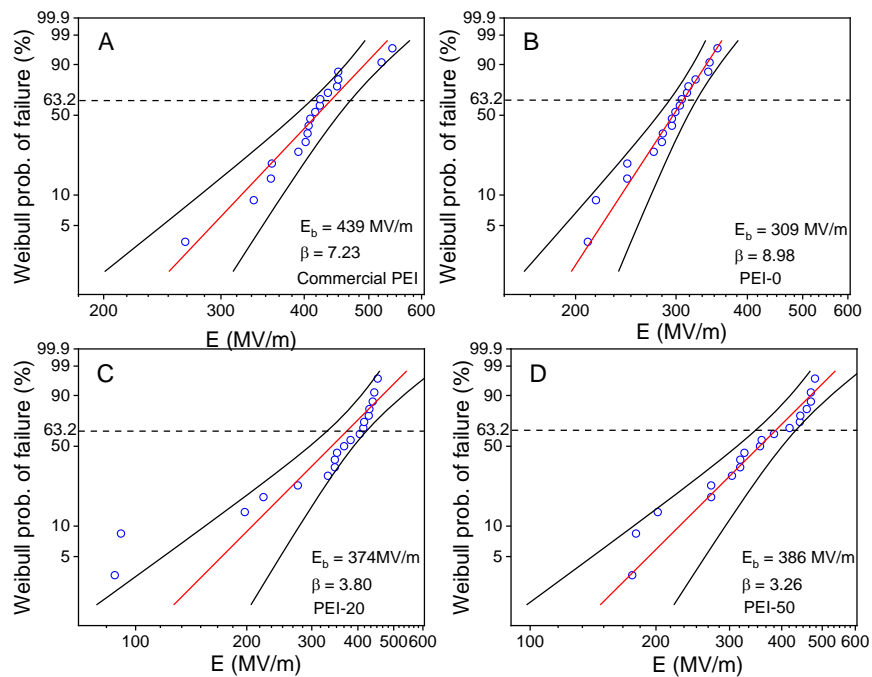 A
Weibull prob. of failure (%)
99.9
99
90
63.2
50
10
5
E_b = 439 MV/m
β = 7.23
Commercial PEI
200 300 400 500 600
E (MV/m)
B
Weibull prob. of failure (%)
99.9
99
90
63.2
50
10
5
E_b = 309 MV/m
β = 8.98
PEI-0
200 300 400 500 600
E (MV/m)
C
Weibull prob. of failure (%)
99.9
99
90
63.2
50
10
5
E_b = 374MV/m
β = 3.80
PEI-20
100 200 300 400 500 600
E (MV/m)
D
Weibull prob. of failure (%)
99.9
99
90
63.2
50
10
5
E_b = 386 MV/m
β = 3.26
PEI-50
100 200 300 400 500 600
E (MV/m)